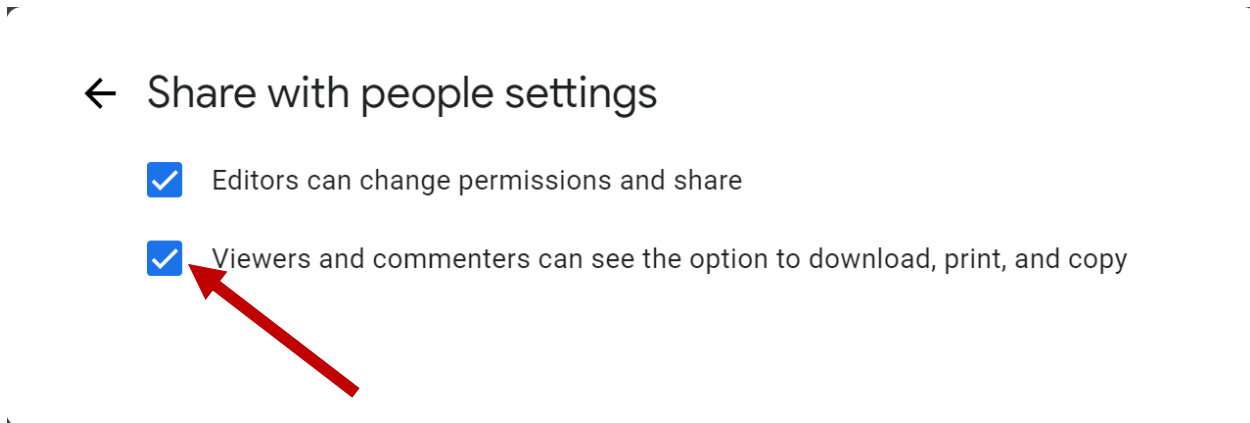 Share with people settings
Editors can change permissions and share
Viewers and commenters can see the option to download, print, and copy